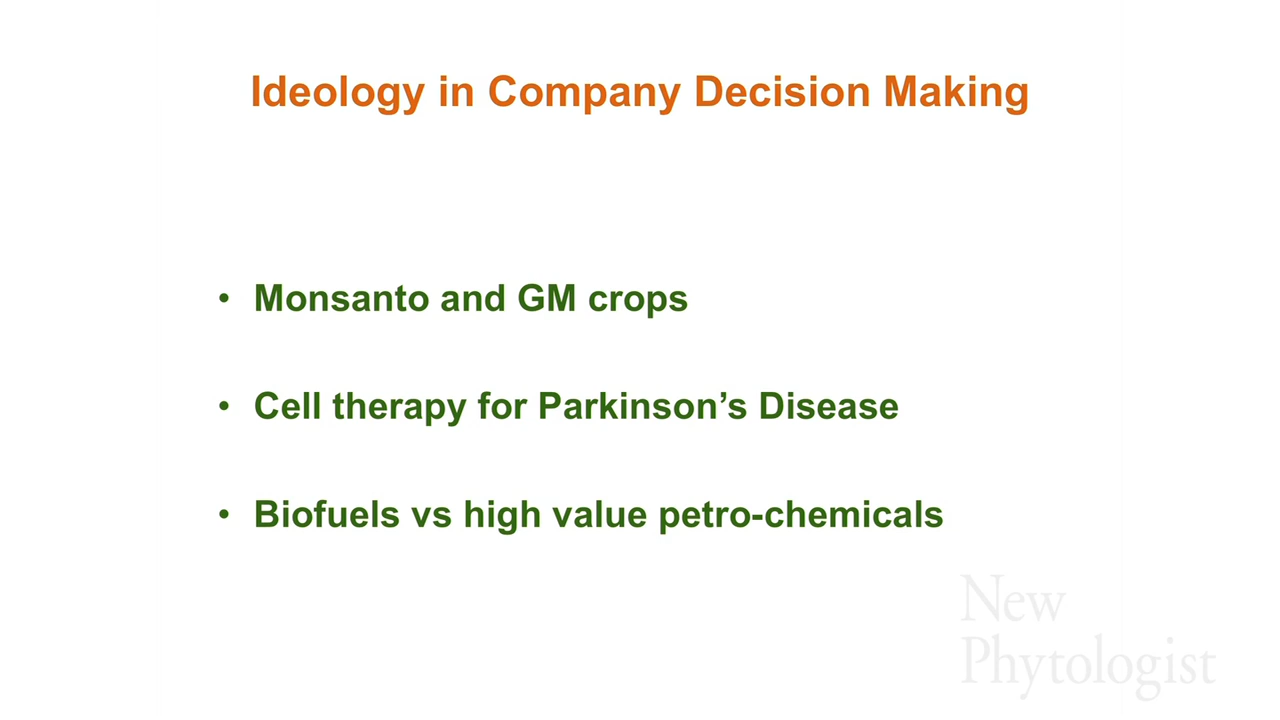 Ideology in Company Decision Making
• Monsanto and GM crops
• Cell therapy for Parkinson’s Disease
• Biofuels vs high value petro-chemicals
New
Phytologist